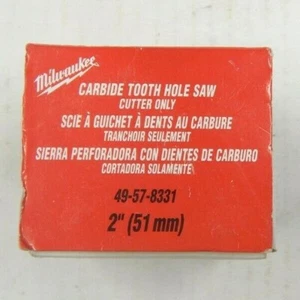 Milwaukee
CARBIDE TOOTH HOLE SAW
CUTTER ONLY
SCIE À GUICHET À DENTS AU CARBURE
TRANCHOIR SEULEMENT
SIERRA PERFORADORA CON DIENTES DE CARBURO
CORTADORA SOLAMENTE
49-57-8331
2" (51 mm)